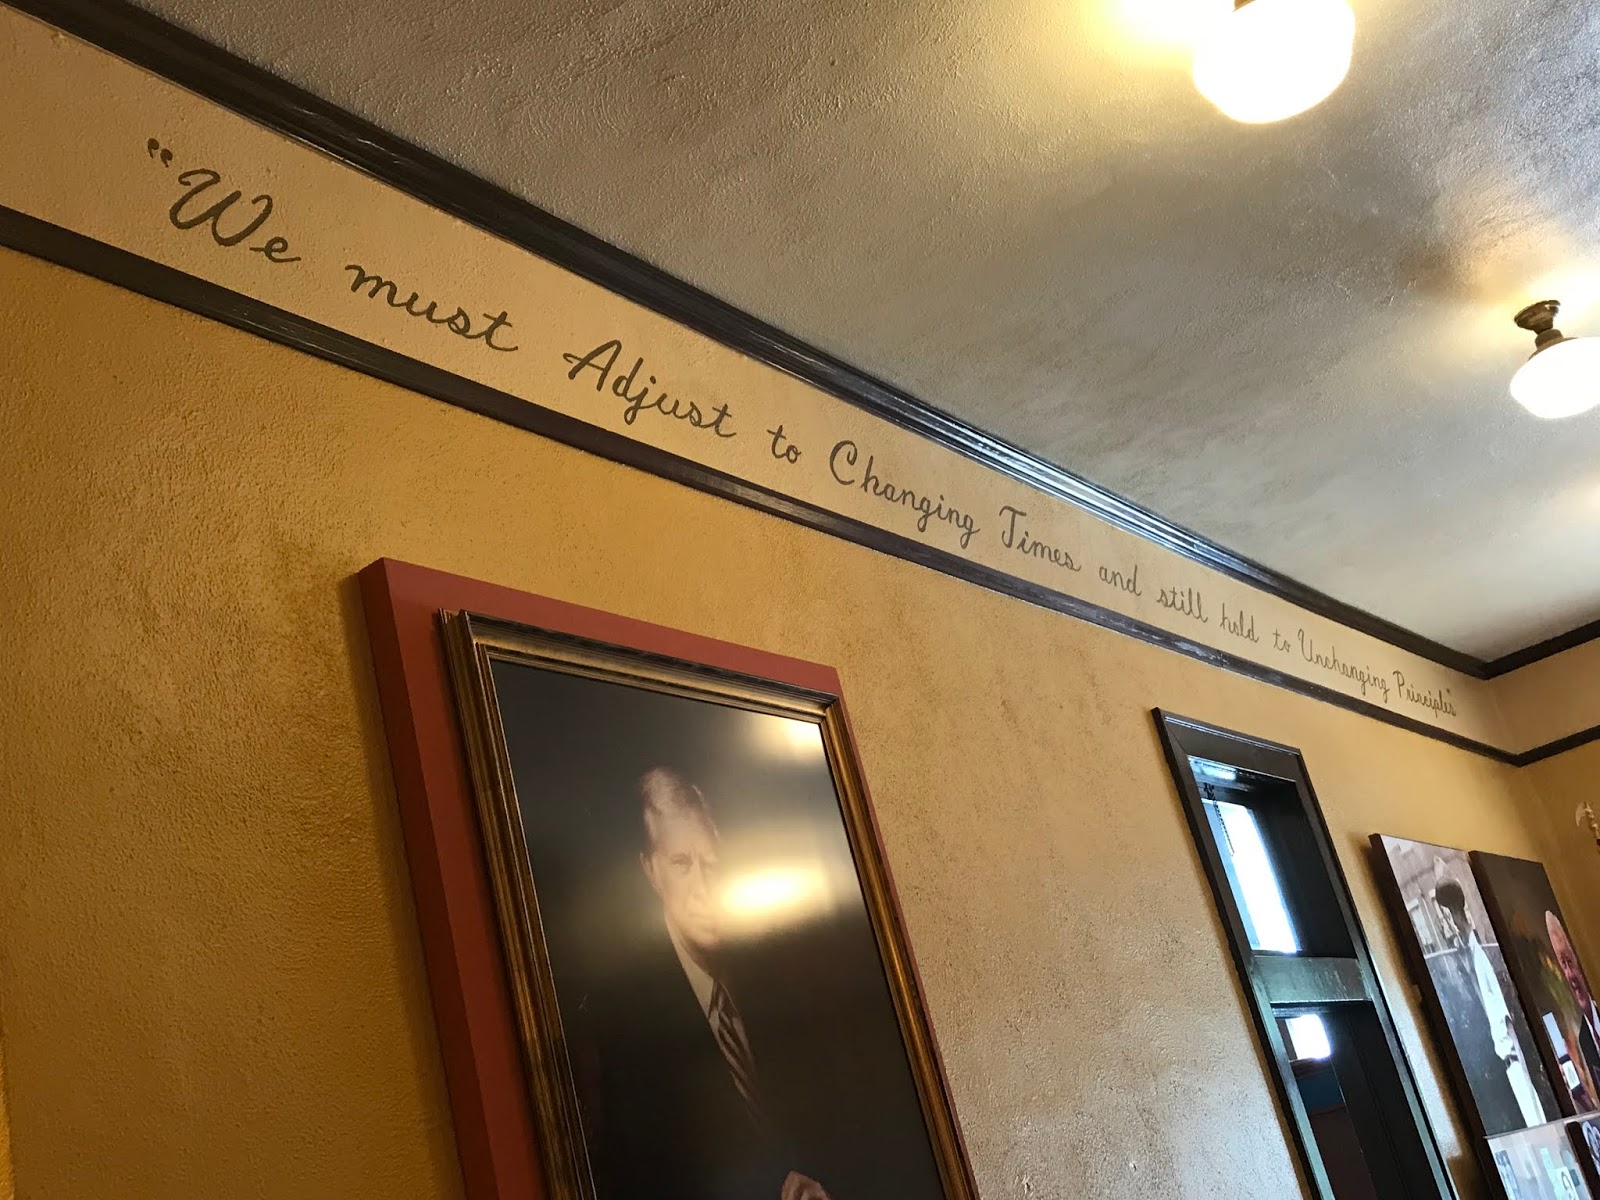 "We must Adjust to Changing Times and still hold to Unchanging Principles"